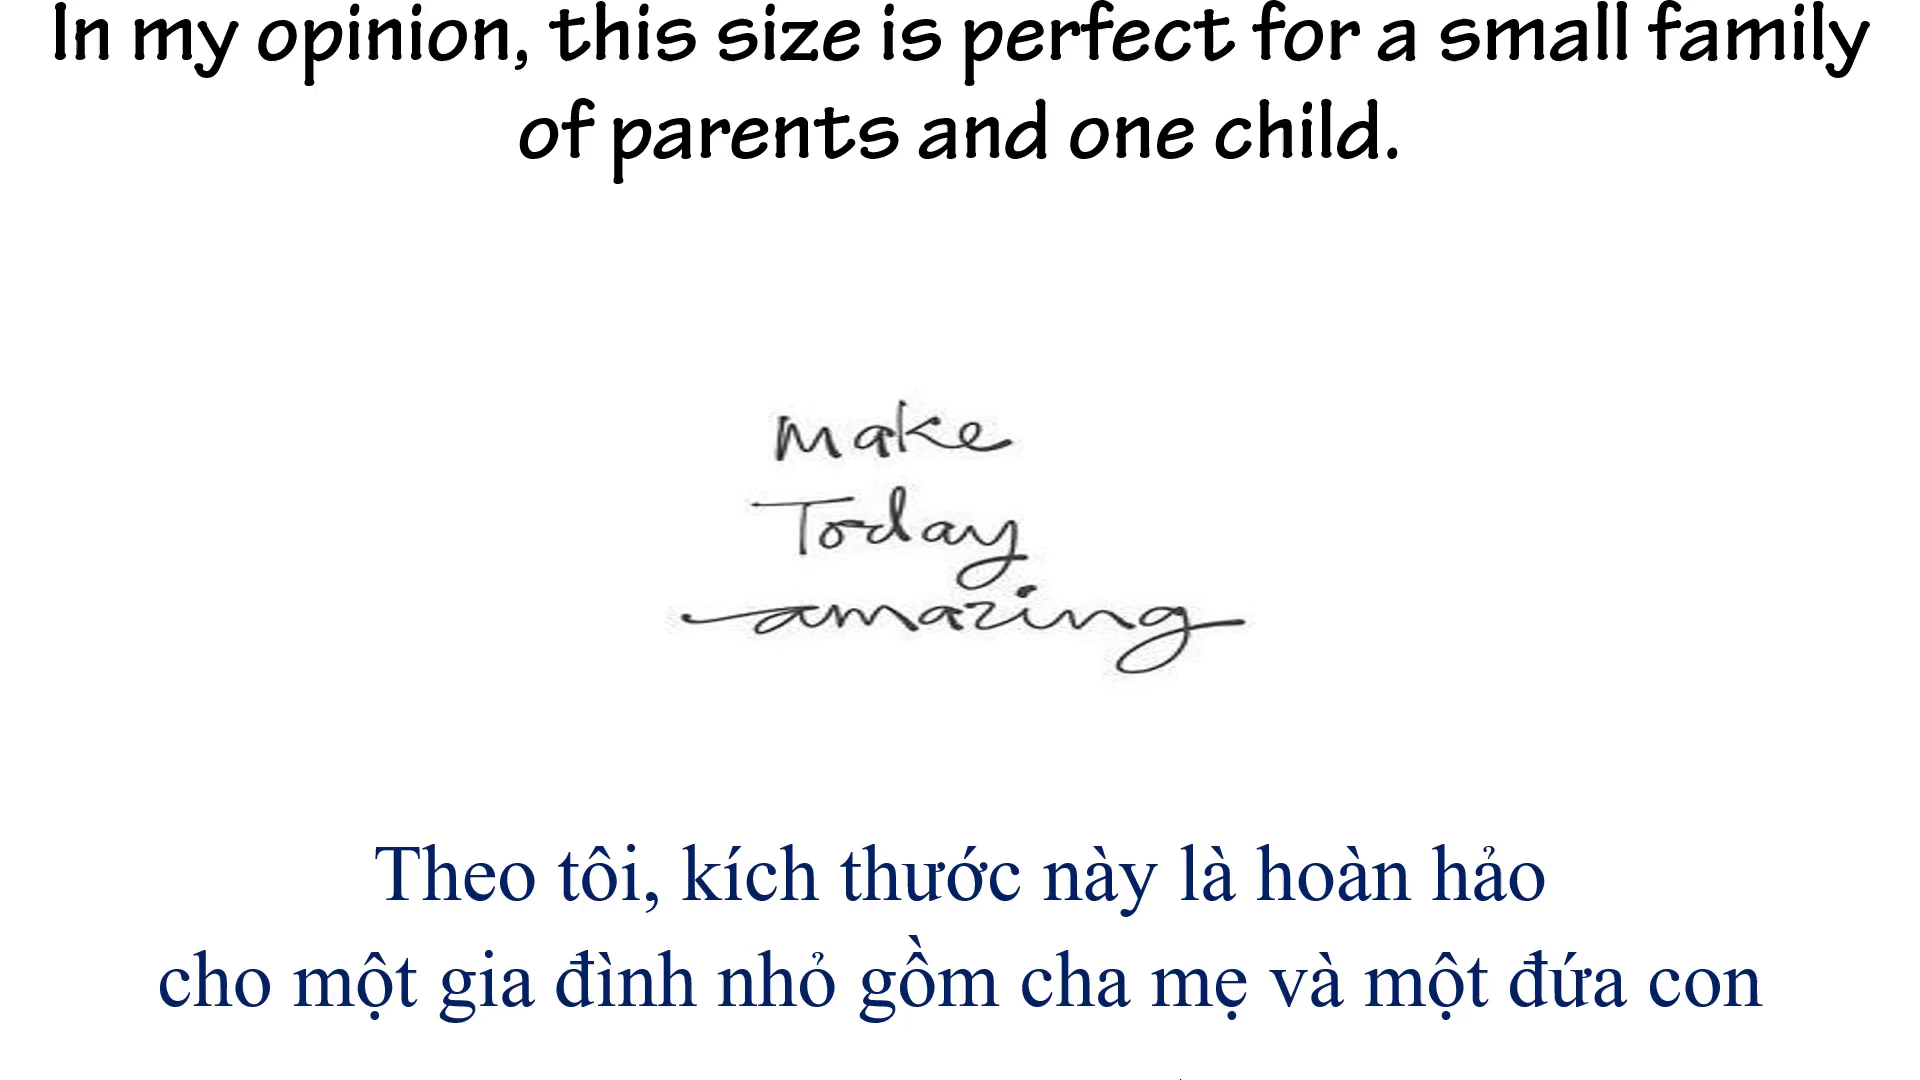 In my opinion, this size is perfect for a small family
of parents and one child.
Make
Today
amazing
Theo tôi, kích thước này là hoàn hảo
cho một gia đình nhỏ gồm cha mẹ và một đứa con